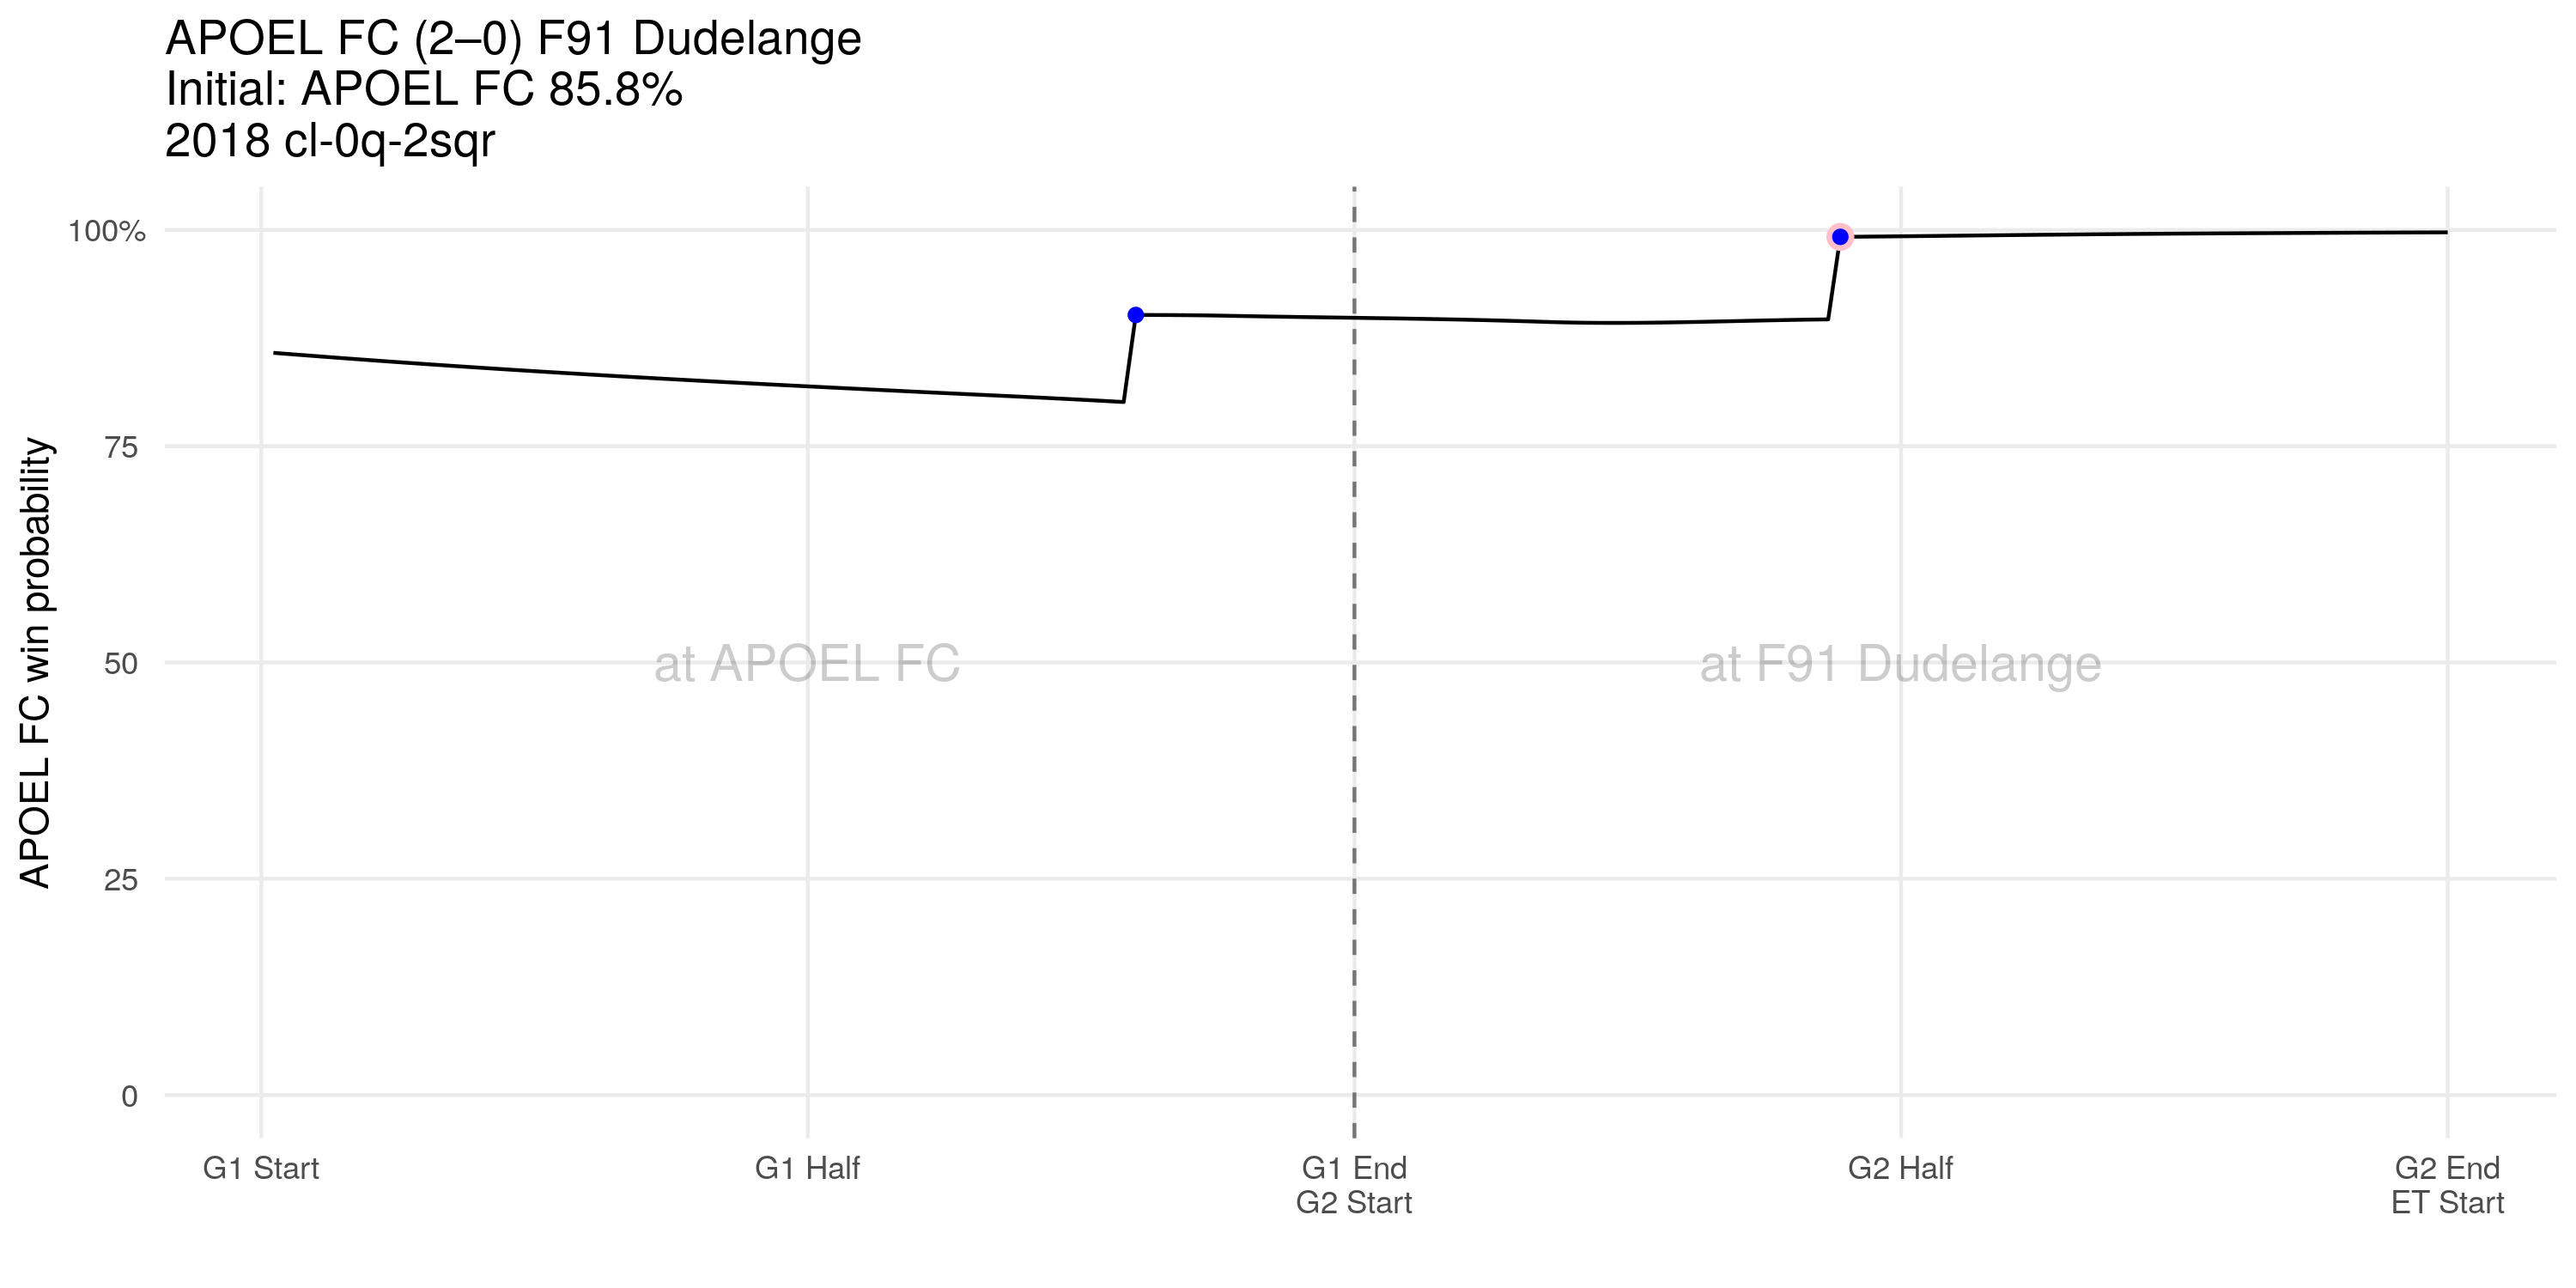 APOEL FC (2–0) F91 Dudelange
Initial: APOEL FC 85.8%
2018 cl-0q-2sqr
APOEL FC win probability
100%
75
50
25
0
at APOEL FC
at F91 Dudelange
G1 Start
G1 Half
G1 End
G2 Start
G2 Half
G2 End
ET Start